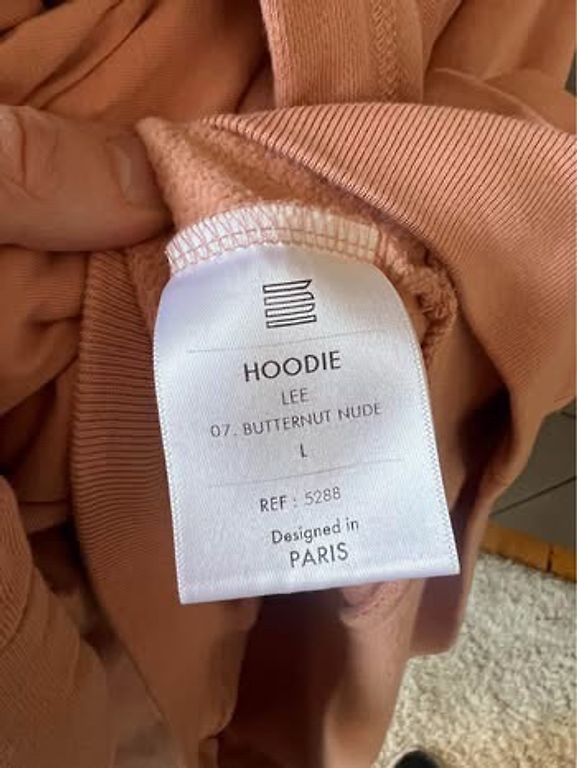 HOODIE
LEE
07. BUTTERNUT NUDE
L
REF : 5288
Designed in
PARIS